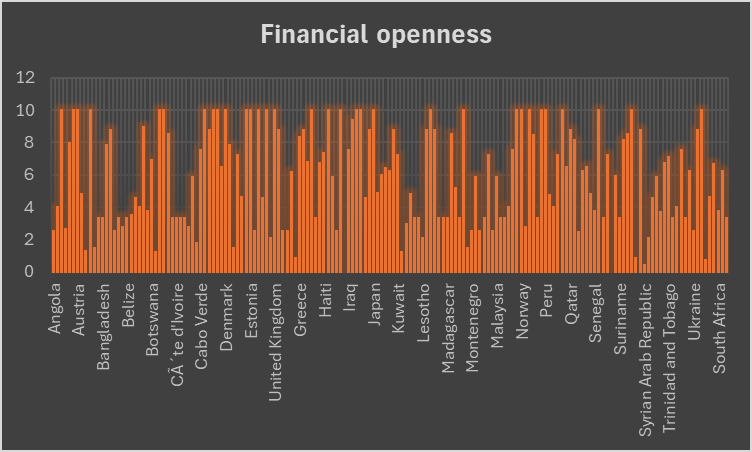 Financial openness
12
10
8
6
4
2
0
Angola
Austria
Bangladesh
Belize
Botswana
CÃ´te d'Ivoire
Cabo Verde
Denmark
Estonia
United Kingdom
Greece
Haiti
Iraq
Japan
Kuwait
Lesotho
Madagascar
Montenegro
Malaysia
Norway
Peru
Qatar
Senegal
Suriname
Syrian Arab Republic
Trinidad and Tobago
Ukraine
South Africa